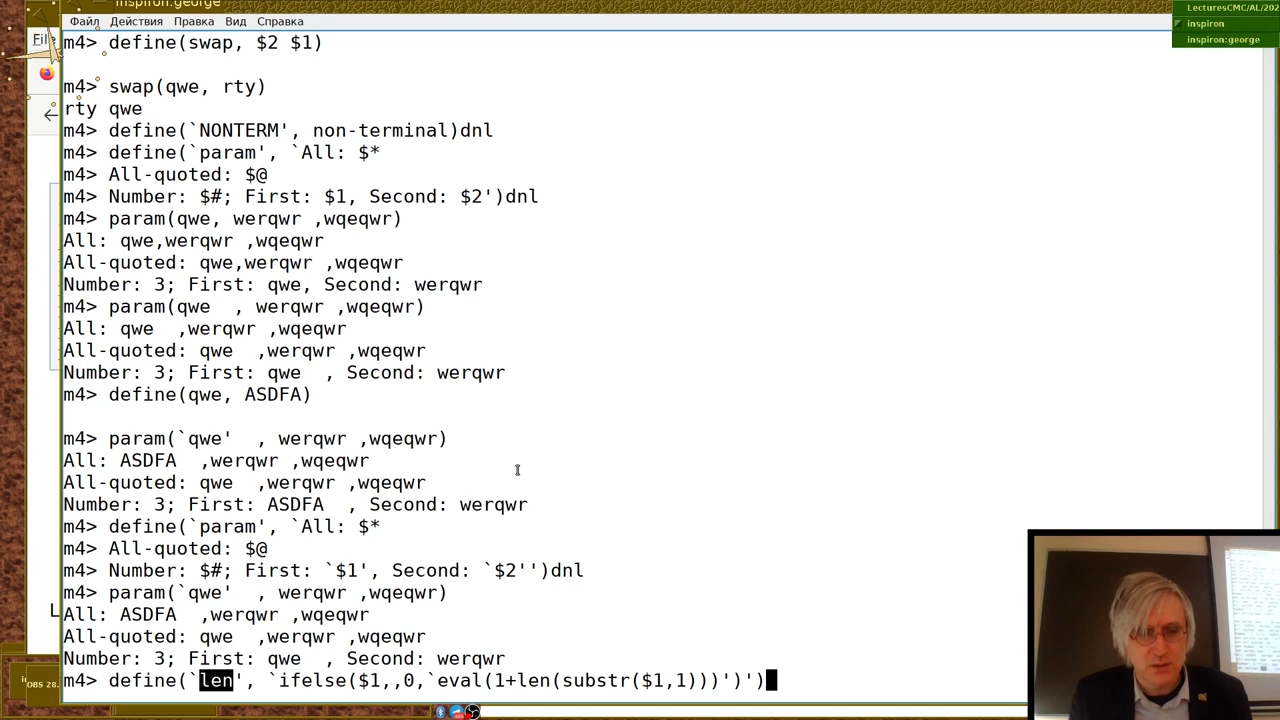 inspiron.george
LecturesCMC/AL/202
inspiron
inspiron:george
Файл Действия Правка Вид Справка
m4> define(swap, $2 $1)
m4> swap(qwe, rty)
rty qwe
m4> define(`NONTERM', non-terminal)dnl
m4> define(`param', `All: $*
m4> All-quoted: $@
m4> Number: $#; First: $1, Second: $2')dnl
m4> param(qwe, werqwr ,wqeqwr)
All: qwe,werqwr ,wqeqwr
All-quoted: qwe,werqwr ,wqeqwr
Number: 3; First: qwe, Second: werqwr
m4> param(qwe  , werqwr ,wqeqwr)
All: qwe  ,werqwr ,wqeqwr
All-quoted: qwe  ,werqwr ,wqeqwr
Number: 3; First: qwe  , Second: werqwr
m4> define(qwe, ASDFA)
m4> param(`qwe'  , werqwr ,wqeqwr)
All: ASDFA  ,werqwr ,wqeqwr
All-quoted: qwe  ,werqwr ,wqeqwr
Number: 3; First: ASDFA  , Second: werqwr
m4> define(`param', `All: $*
m4> All-quoted: $@
m4> Number: $#; First: `$1', Second: `$2'')dnl
m4> param(`qwe'  , werqwr ,wqeqwr)
All: ASDFA  ,werqwr ,wqeqwr
All-quoted: qwe  ,werqwr ,wqeqwr
Number: 3; First: qwe  , Second: werqwr
m4> define(`len', `ifelse($1,,0,`eval(1+len(substr($1,1)))')')
OBS 28.